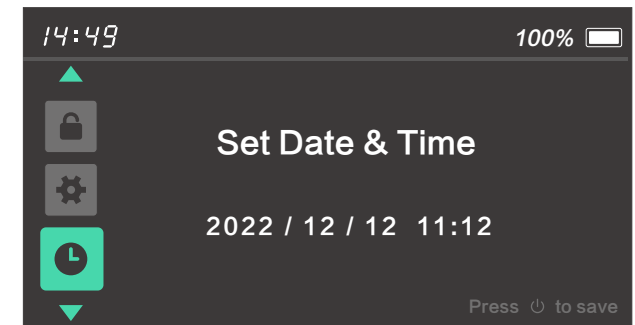 14:49 100%
Set Date & Time
2022 / 12 / 12 11:12
Press ⏻ to save